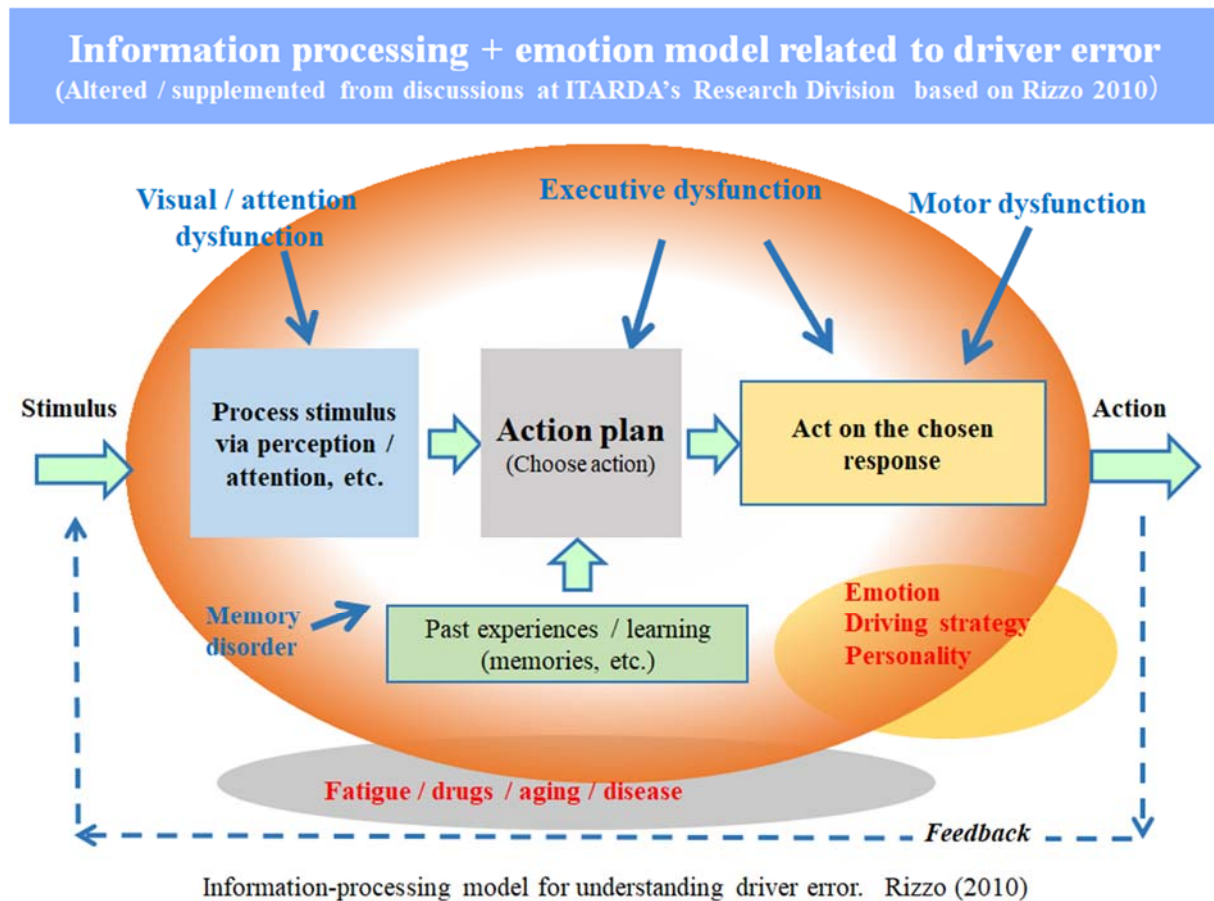 Information processing + emotion model related to driver error
(Altered / supplemented from discussions at ITARDA's Research Division based on Rizzo 2010)
Visual / attention
dysfunction
Executive dysfunction
Motor dysfunction
Stimulus
Process stimulus
via perception /
attention, etc.
Action plan
(Choose action)
Act on the chosen
response
Action
Memory
disorder
Past experiences / learning
(memories, etc.)
Emotion
Driving strategy
Personality
Fatigue / drugs / aging / disease
Feedback
Information-processing model for understanding driver error. Rizzo (2010)